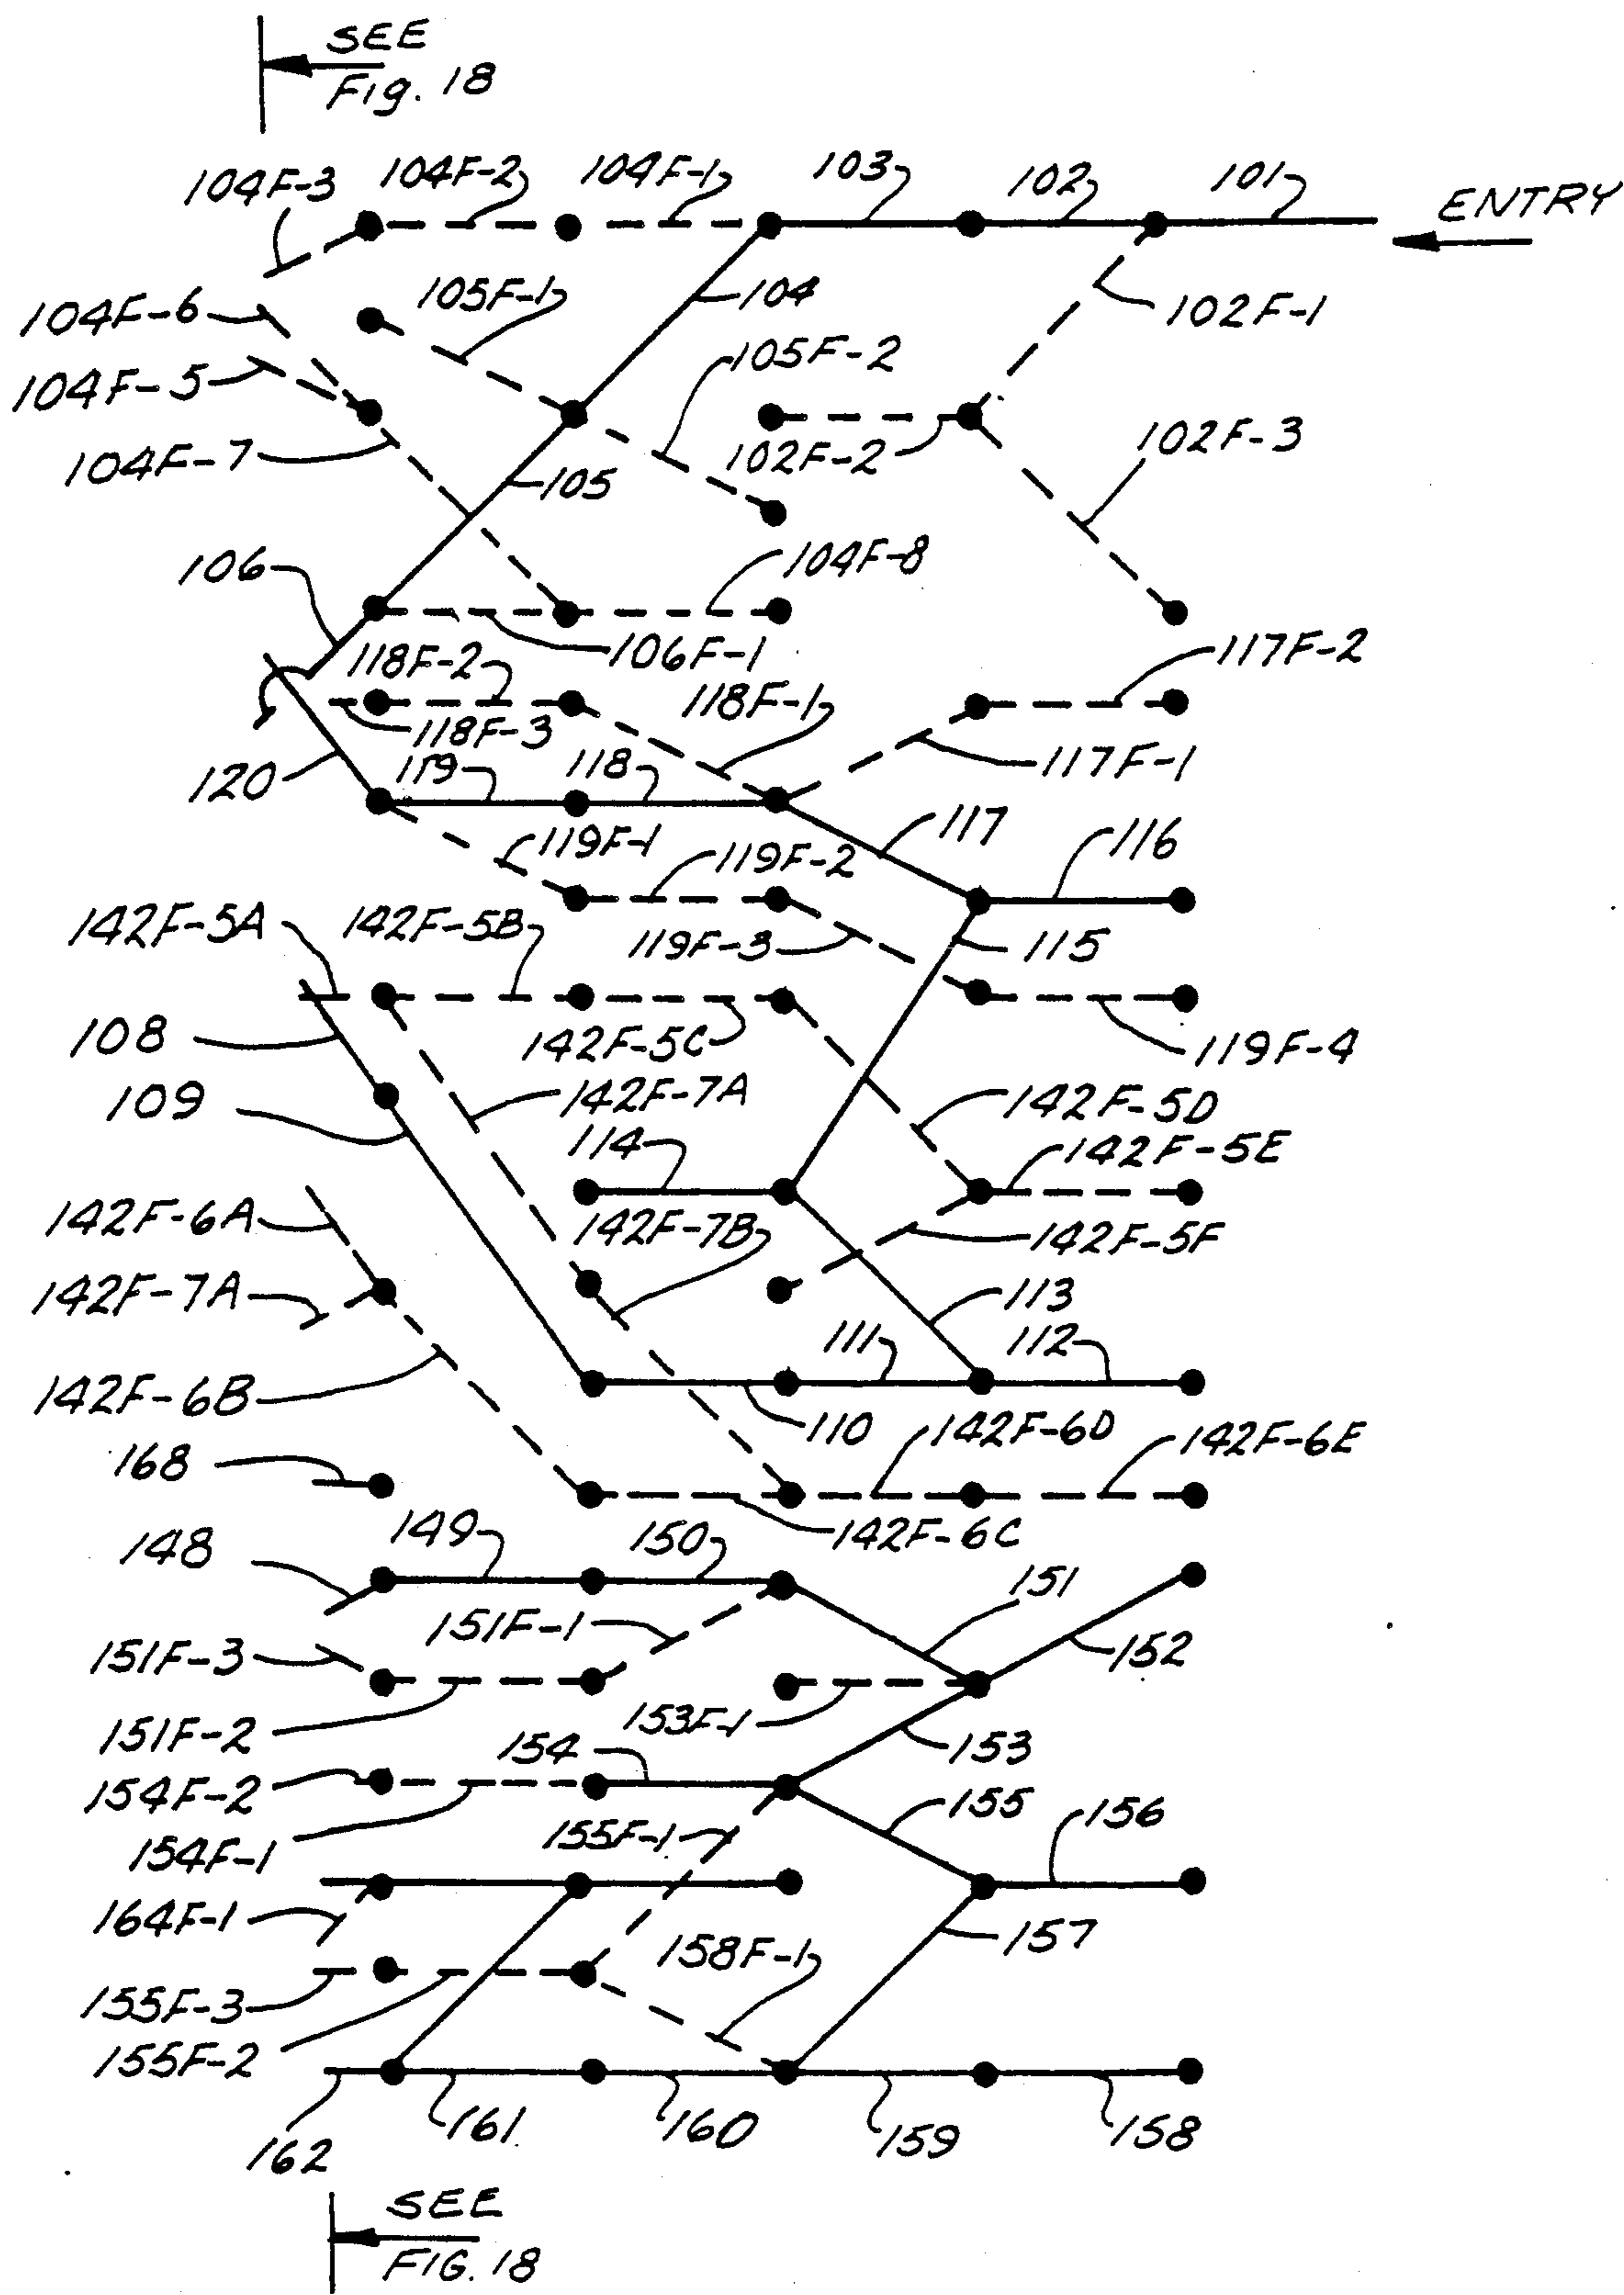 SEE
Fig. 18
104F-3 104F-2 104F-1 103 102 101
ENTRY
104F-6 105F-1 104 102F-1
105F-2
104F-5
104F-7 105 102F-2 102F-3
106 104F-8
106F-1 117F-2
118F-2 118F-1
118F-3 117F-1
120 119 118
117 116
119F-1 119F-2
142F-5A 142F-5B 119F-3 115
108 142F-5C 119F-4
109 142F-7A 142F-5D
114 142F-5E
142F-6A 142F-7B 142F-5F
142F-7A 113
111 112
142F-6B 110 142F-6D 142F-6E
168
148 149 150 142F-6C
151
151F-1
151F-3 152
151F-2 153F-1 153
154
154F-2 155 156
154F-1 155F-1
164F-1 157
158F-1
155F-3
155F-2
162 161 160 159 158
SEE
FIG. 18